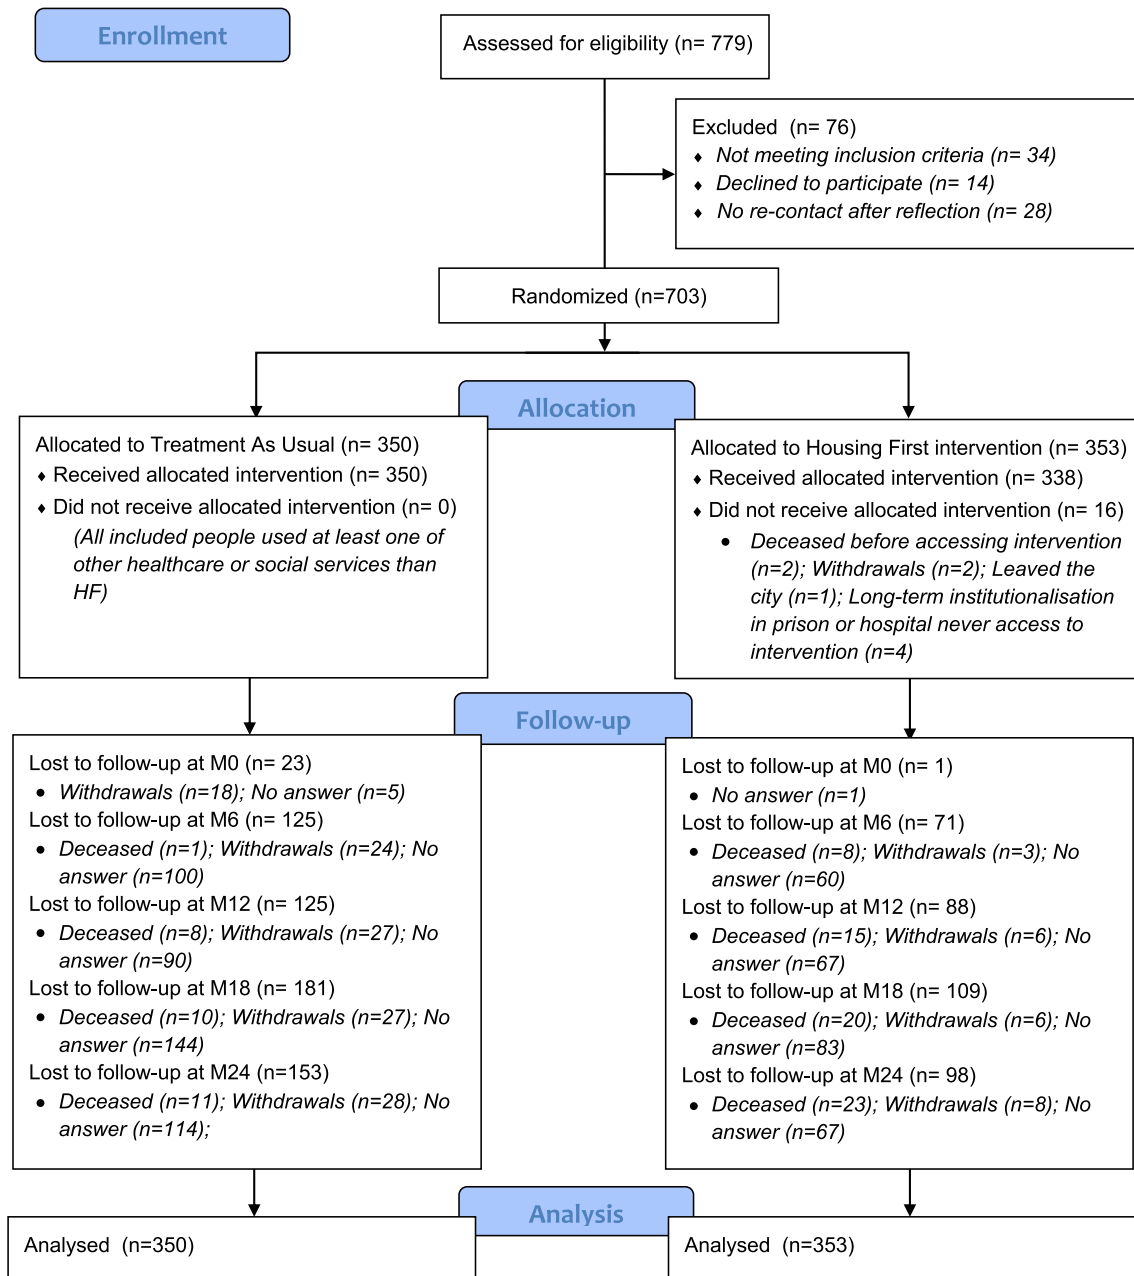 Enrollment
Assessed for eligibility (n= 779)
Excluded (n= 76)
♦ Not meeting inclusion criteria (n= 34)
♦ Declined to participate (n= 14)
♦ No re-contact after reflection (n= 28)
Randomized (n=703)
Allocation
Allocated to Treatment As Usual (n= 350)
♦ Received allocated intervention (n= 350)
♦ Did not receive allocated intervention (n= 0)
(All included people used at least one of
other healthcare or social services than
HF)
Allocated to Housing First intervention (n= 353)
♦ Received allocated intervention (n= 338)
♦ Did not receive allocated intervention (n= 16)
• Deceased before accessing intervention
(n=2); Withdrawals (n=2); Leaved the
city (n=1); Long-term institutionalisation
in prison or hospital never access to
intervention (n=4)
Follow-up
Lost to follow-up at M0 (n= 23)
• Withdrawals (n=18); No answer (n=5)
Lost to follow-up at M6 (n= 125)
• Deceased (n=1); Withdrawals (n=24); No
answer (n=100)
Lost to follow-up at M12 (n= 125)
• Deceased (n=8); Withdrawals (n=27); No
answer (n=90)
Lost to follow-up at M18 (n= 181)
• Deceased (n=10); Withdrawals (n=27); No
answer (n=144)
Lost to follow-up at M24 (n=153)
• Deceased (n=11); Withdrawals (n=28); No
answer (n=114);
Lost to follow-up at M0 (n= 1)
• No answer (n=1)
Lost to follow-up at M6 (n= 71)
• Deceased (n=8); Withdrawals (n=3); No
answer (n=60)
Lost to follow-up at M12 (n= 88)
• Deceased (n=15); Withdrawals (n=6); No
answer (n=67)
Lost to follow-up at M18 (n= 109)
• Deceased (n=20); Withdrawals (n=6); No
answer (n=83)
Lost to follow-up at M24 (n= 98)
• Deceased (n=23); Withdrawals (n=8); No
answer (n=67)
Analysis
Analysed (n=350)
Analysed (n=353)